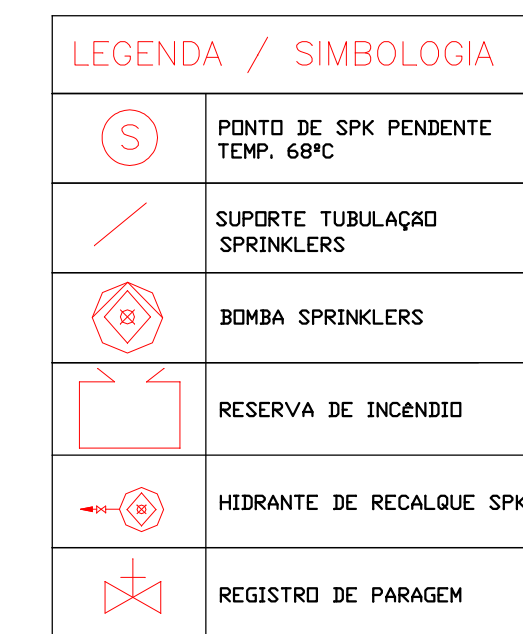 LEGENDA / SIMBOLOGIA
S
PONTO DE SPK PENDENTE
TEMP. 68ºC
SUPORTE TUBULAÇÃO
SPRINKLERS
BOMBA SPRINKLERS
RESERVA DE INCÊNDIO
HIDRANTE DE RECALQUE SPK
REGISTRO DE PARAGEM